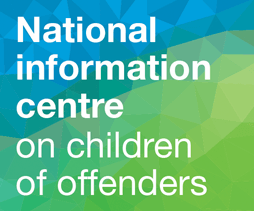 National
information
centre
on children
of offenders